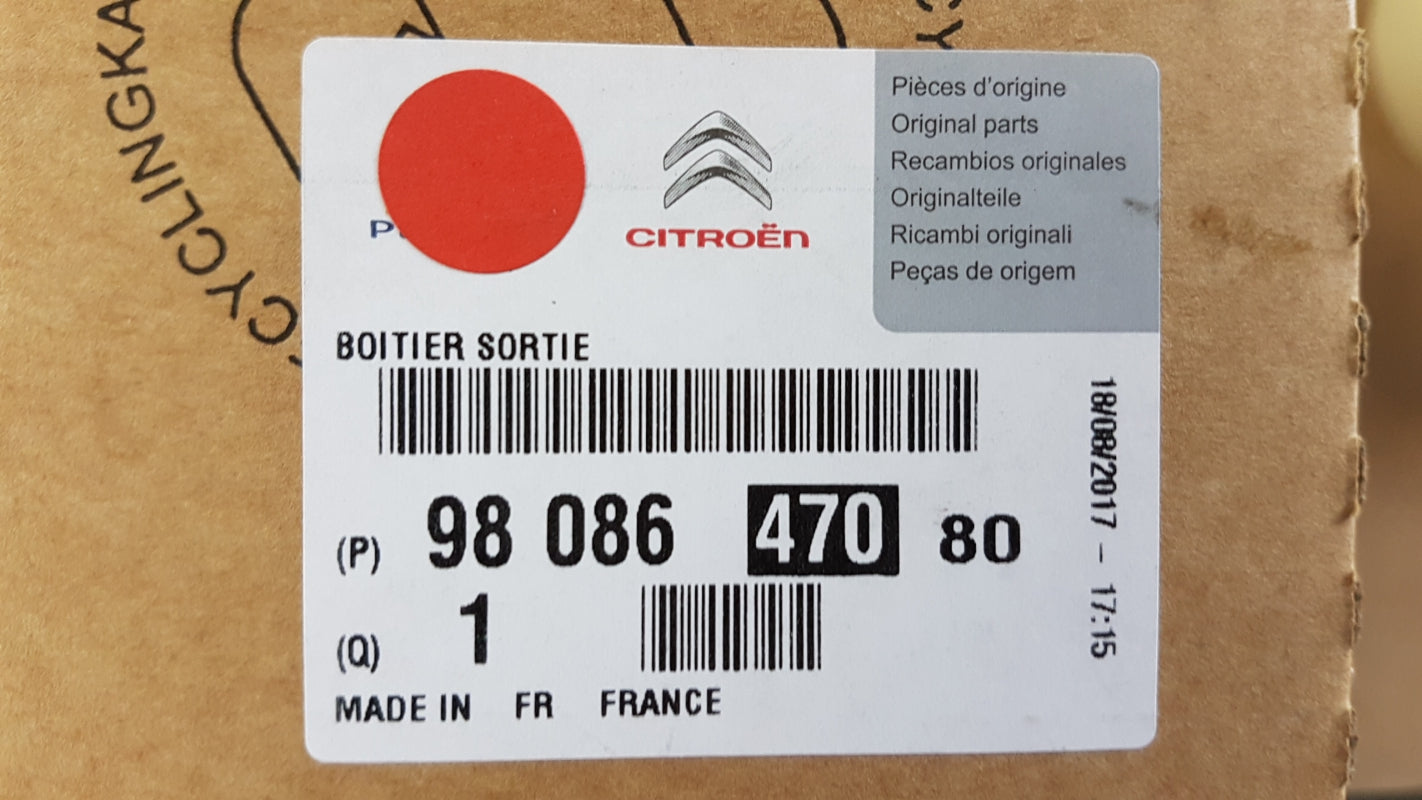 CYCLINGKA
CY
CITROËN
Pièces d'origine
Original parts
Recambios originales
Originalteile
Ricambi originali
Peças de origem
BOITIER SORTIE
18/08/2017 – 17:15
(P) 98 086 470 80
(Q) 1
MADE IN FR FRANCE